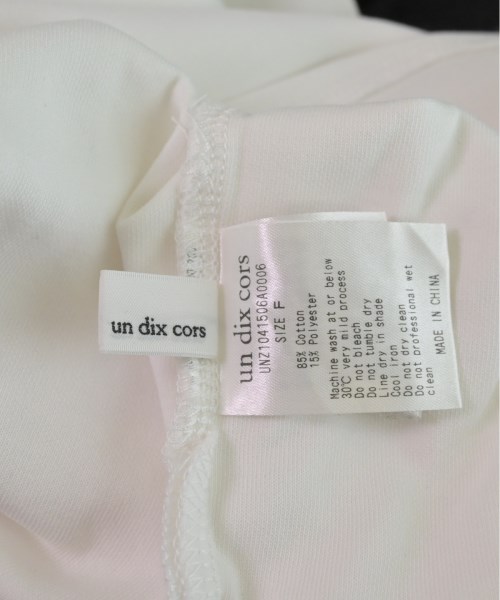 un dix cors
un dix cors
UNZ1041506A0006
SIZE F
85% Cotton
15% Polyester
Machine wash at or below
30℃ very mild process
Do not bleach
Do not tumble dry
Line dry in shade
Cool iron
Do not dry clean
Do not professional wet
clean
MADE IN CHINA